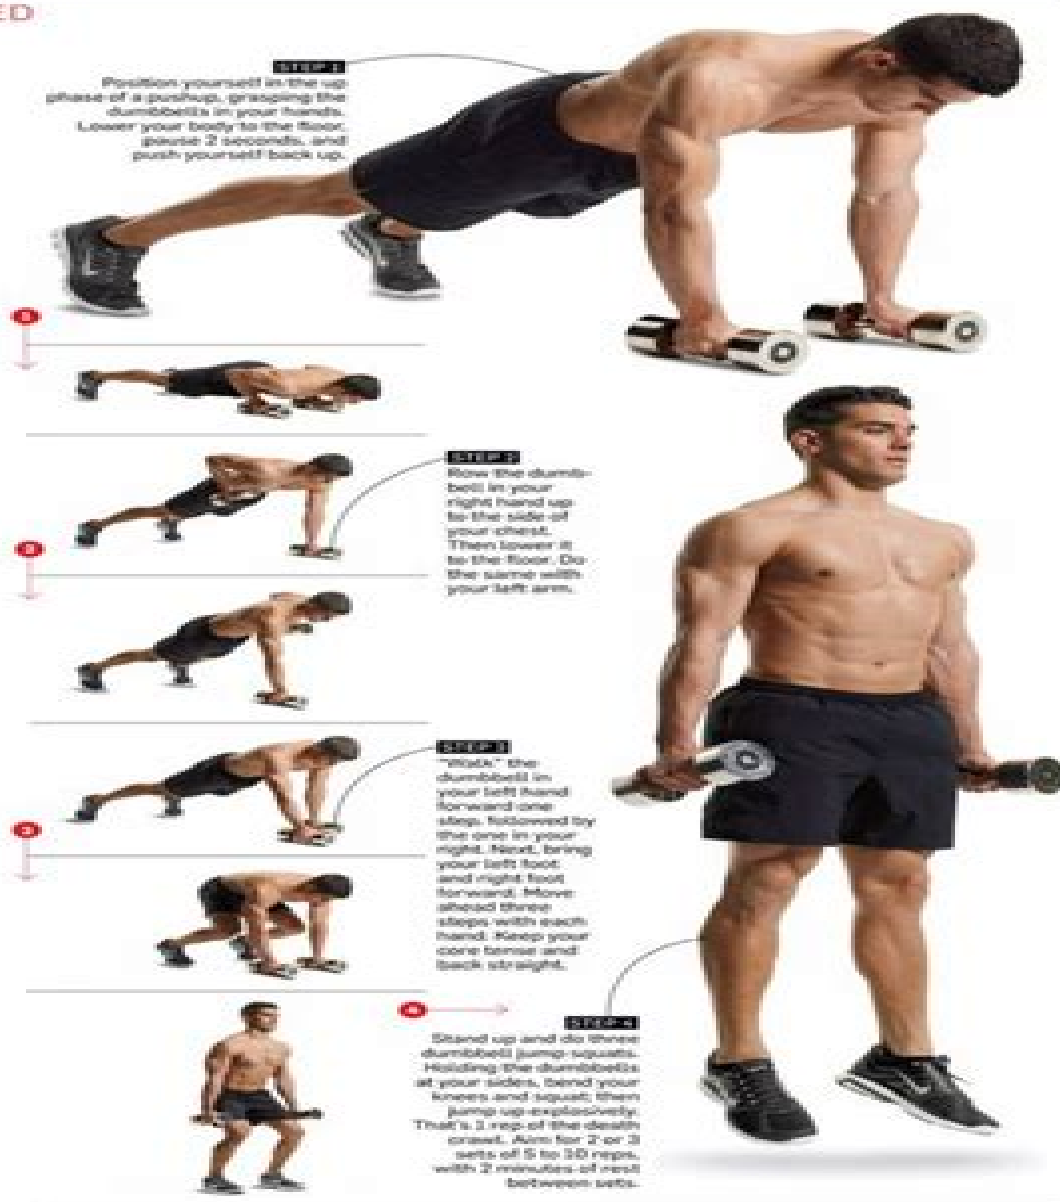 ED
STEP 1
Position yourself in the up
phase of a pushup, grasping the
dumbbells in your hands.
Lower your body to the floor,
pause 2 seconds, and
push yourself back up.
1
STEP 2
Row the dumb-
bell in your
right hand up
to the side of
your chest.
Then lower it
to the floor. Do
the same with
your left arm.
2
STEP 3
"Walk" the
dumbbell in
your left hand
forward one
step, followed by
the one in your
right. Next, bring
your left foot
and right foot
forward. Move
ahead three
steps with each
hand. Keep your
core tense and
back straight.
3
4
STEP 4
Stand up and do three
dumbbell jump squats.
Holding the dumbbells
at your sides, bend your
knees and squat; then
jump up explosively.
That's 1 rep of the death
crawl. Aim for 2 or 3
sets of 5 to 10 reps,
with 2 minutes of rest
between sets.